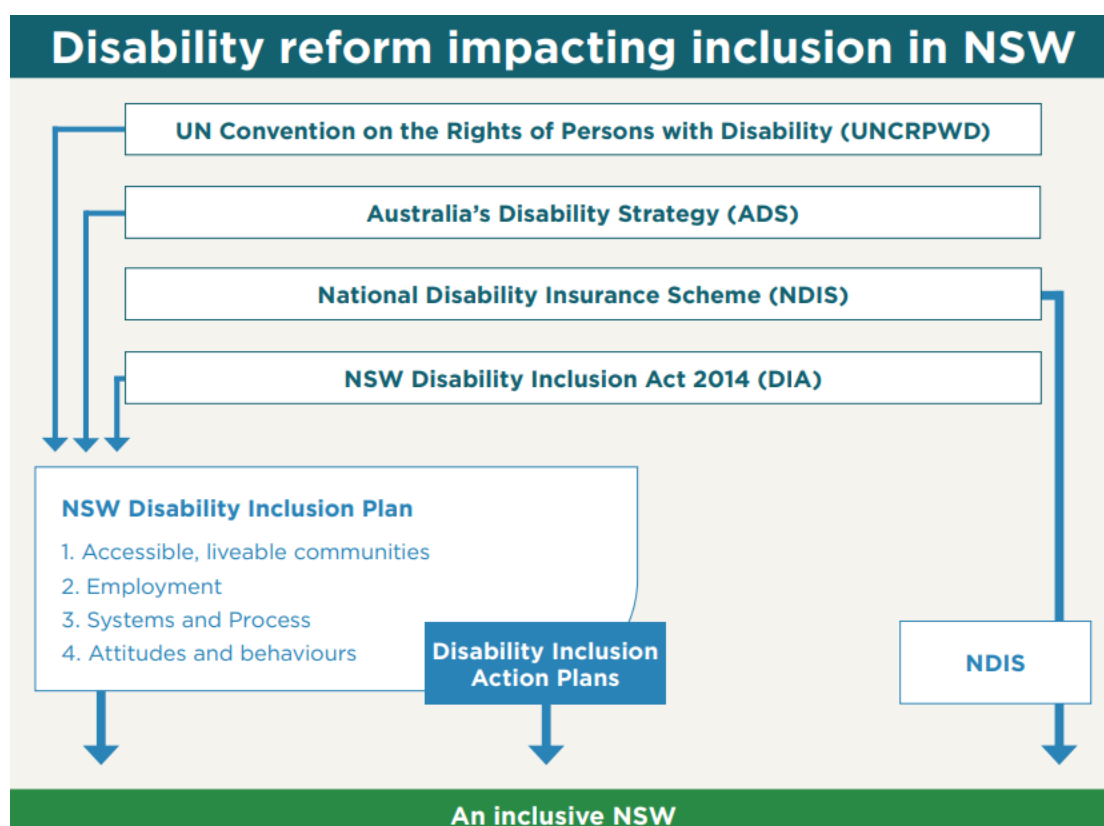 Disability reform impacting inclusion in NSW
UN Convention on the Rights of Persons with Disability (UNCRPWD)
Australia’s Disability Strategy (ADS)
National Disability Insurance Scheme (NDIS)
NSW Disability Inclusion Act 2014 (DIA)
NSW Disability Inclusion Plan
1. Accessible, liveable communities
2. Employment
3. Systems and Process
4. Attitudes and behaviours
Disability Inclusion
Action Plans
NDIS
An inclusive NSW